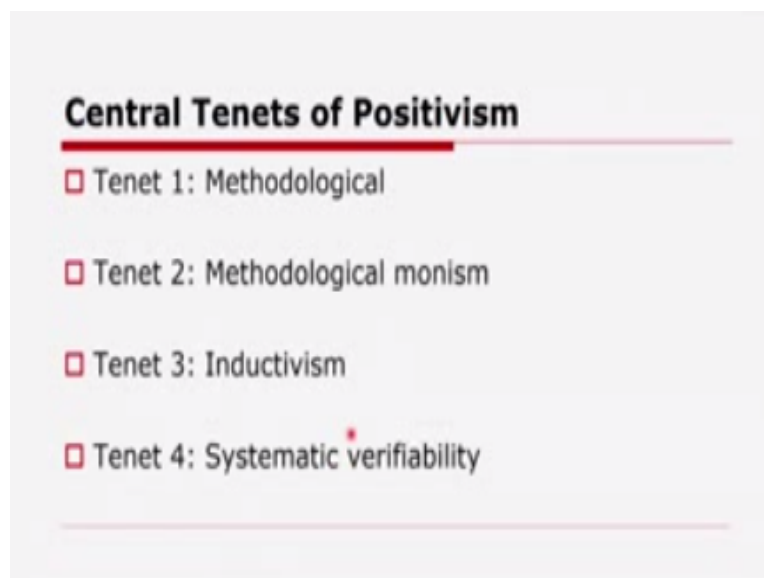 Central Tenets of Positivism
Tenet 1: Methodological
Tenet 2: Methodological monism
Tenet 3: Inductivism
Tenet 4: Systematic verifiability